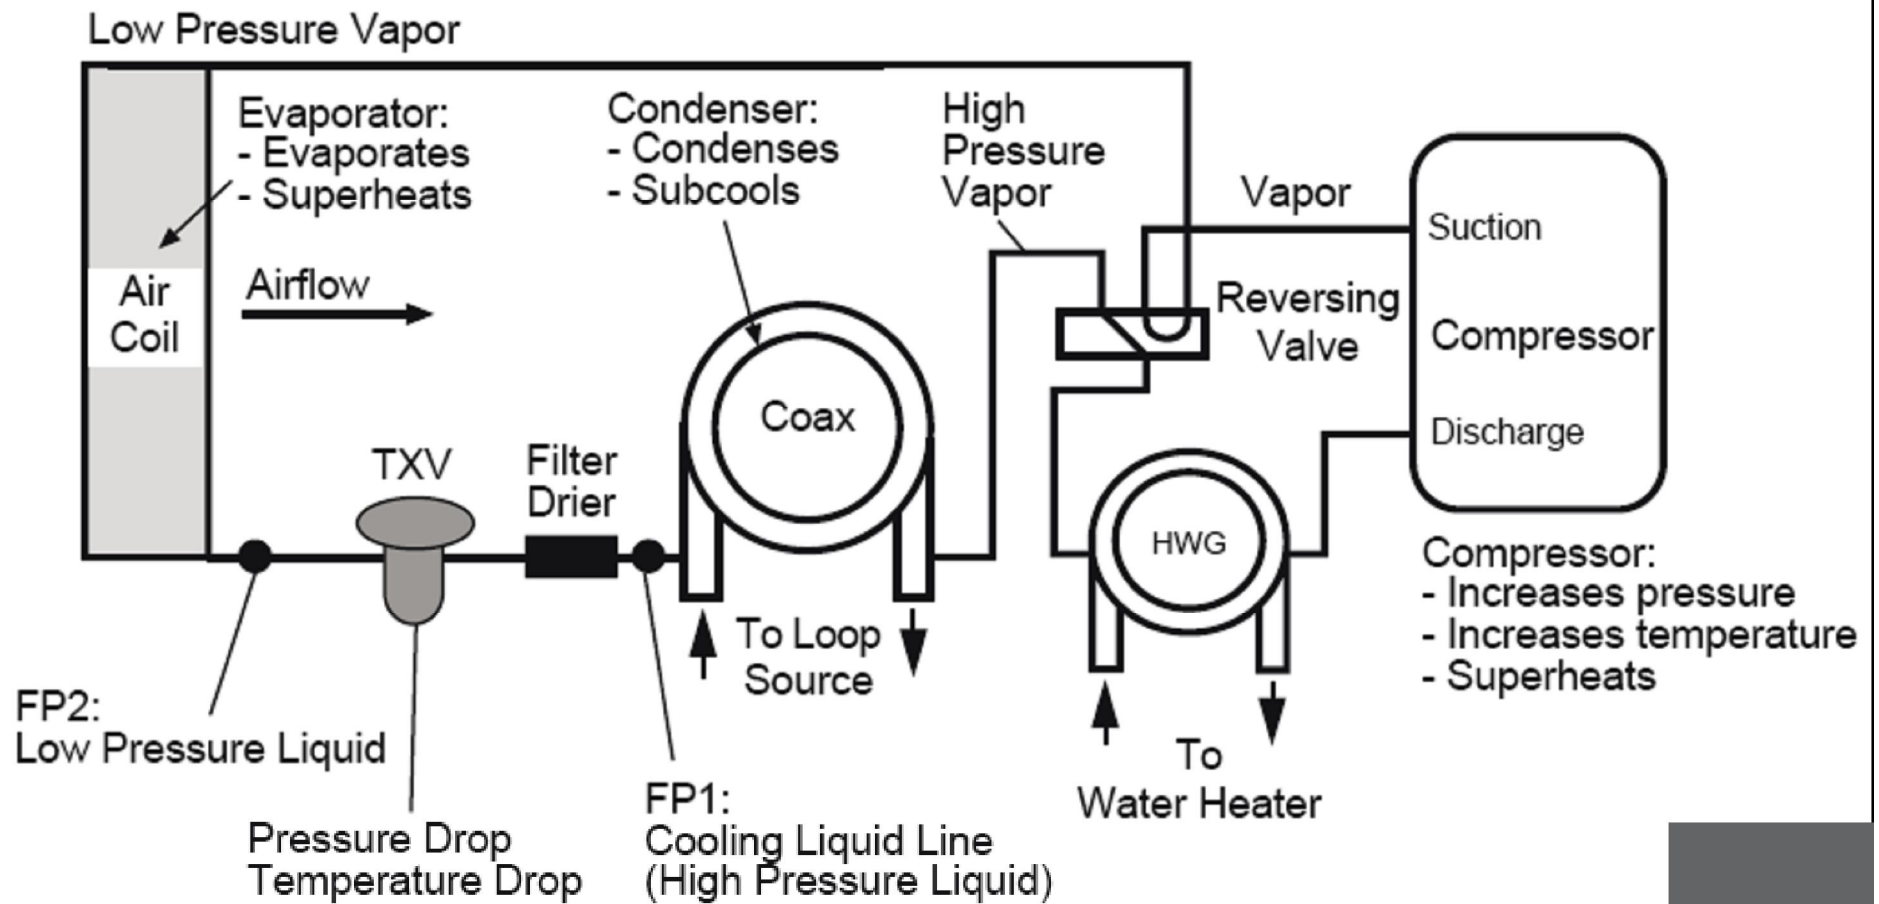 Low Pressure Vapor
Evaporator:
- Evaporates
- Superheats
Condenser:
- Condenses
- Subcools
High
Pressure
Vapor
Vapor
Suction
Compressor
Discharge
Reversing
Valve
Air
Coil
Airflow
Coax
TXV
Filter
Drier
HWG
To Loop
Source
Compressor:
- Increases pressure
- Increases temperature
- Superheats
FP2:
Low Pressure Liquid
To
Water Heater
Pressure Drop
Temperature Drop
FP1:
Cooling Liquid Line
(High Pressure Liquid)